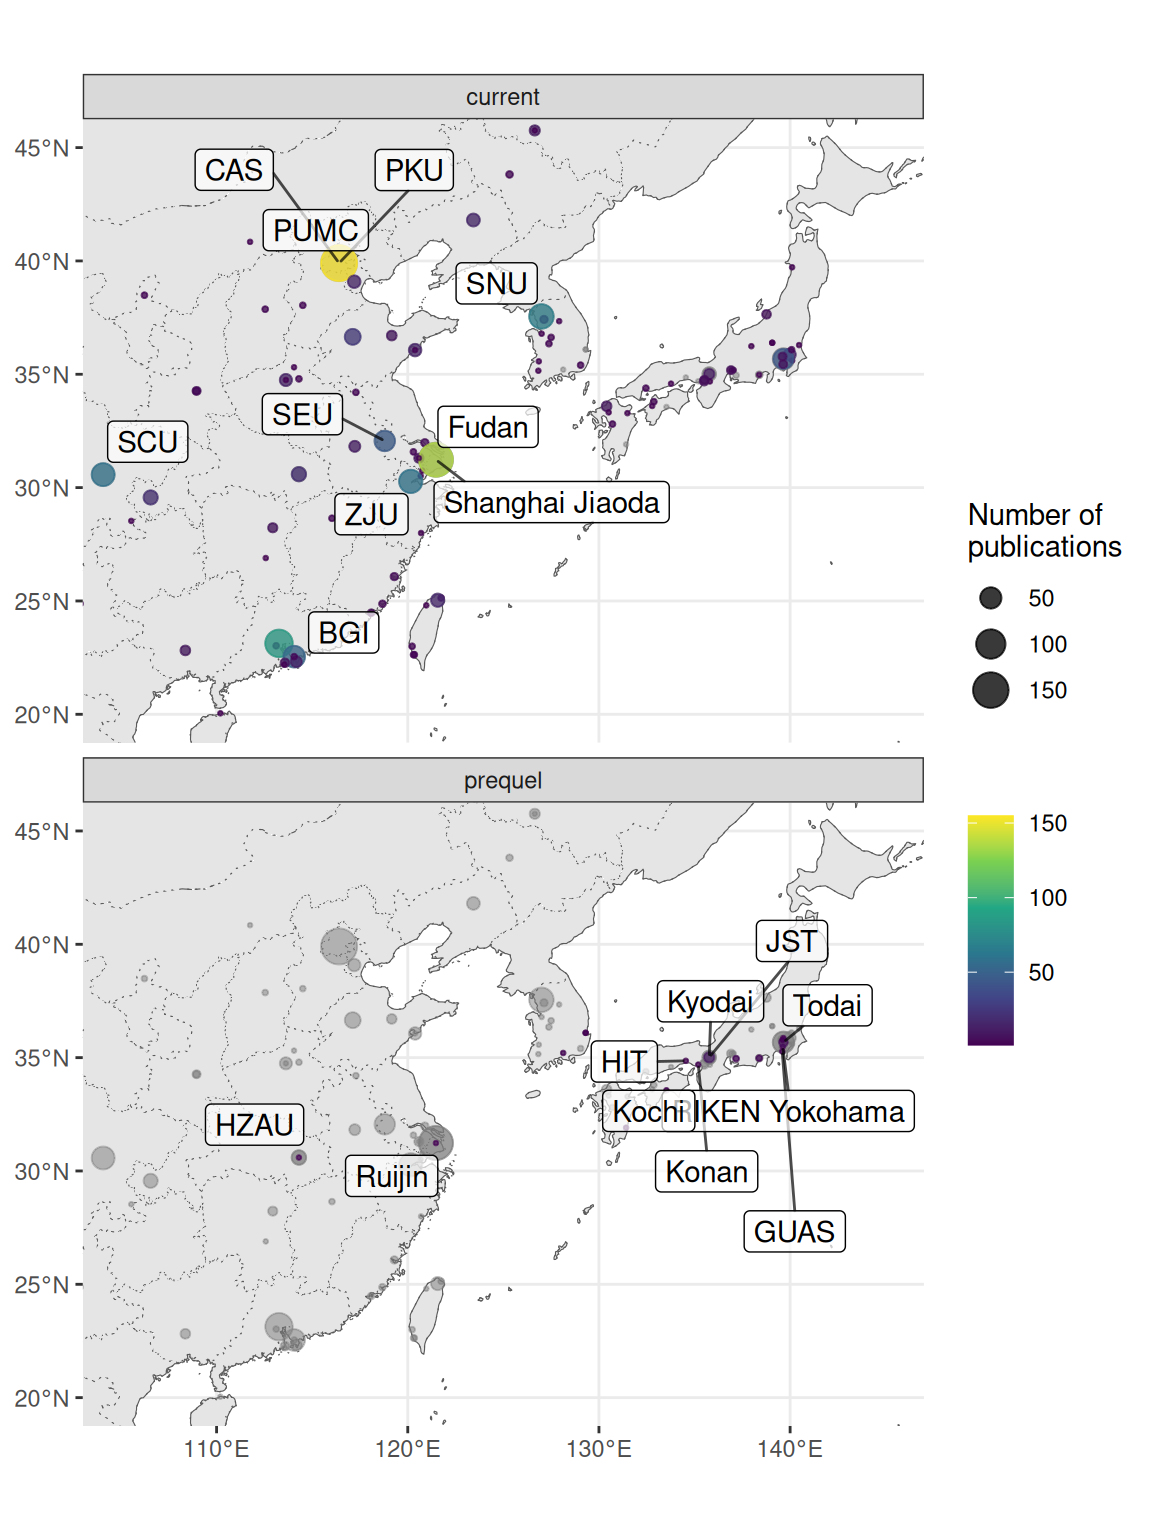 current
45°N
40°N
35°N
30°N
25°N
20°N
CAS
PKU
PUMC
SNU
SEU
Fudan
SCU
Shanghai Jiaoda
ZJU
BGI
Number of
publications
50
100
150
prequel
45°N
40°N
35°N
30°N
25°N
20°N
JST
Kyodai
Todai
HIT
Kochi
RIKEN Yokohama
HZAU
Ruijin
Konan
GUAS
150
100
50
110°E
120°E
130°E
140°E